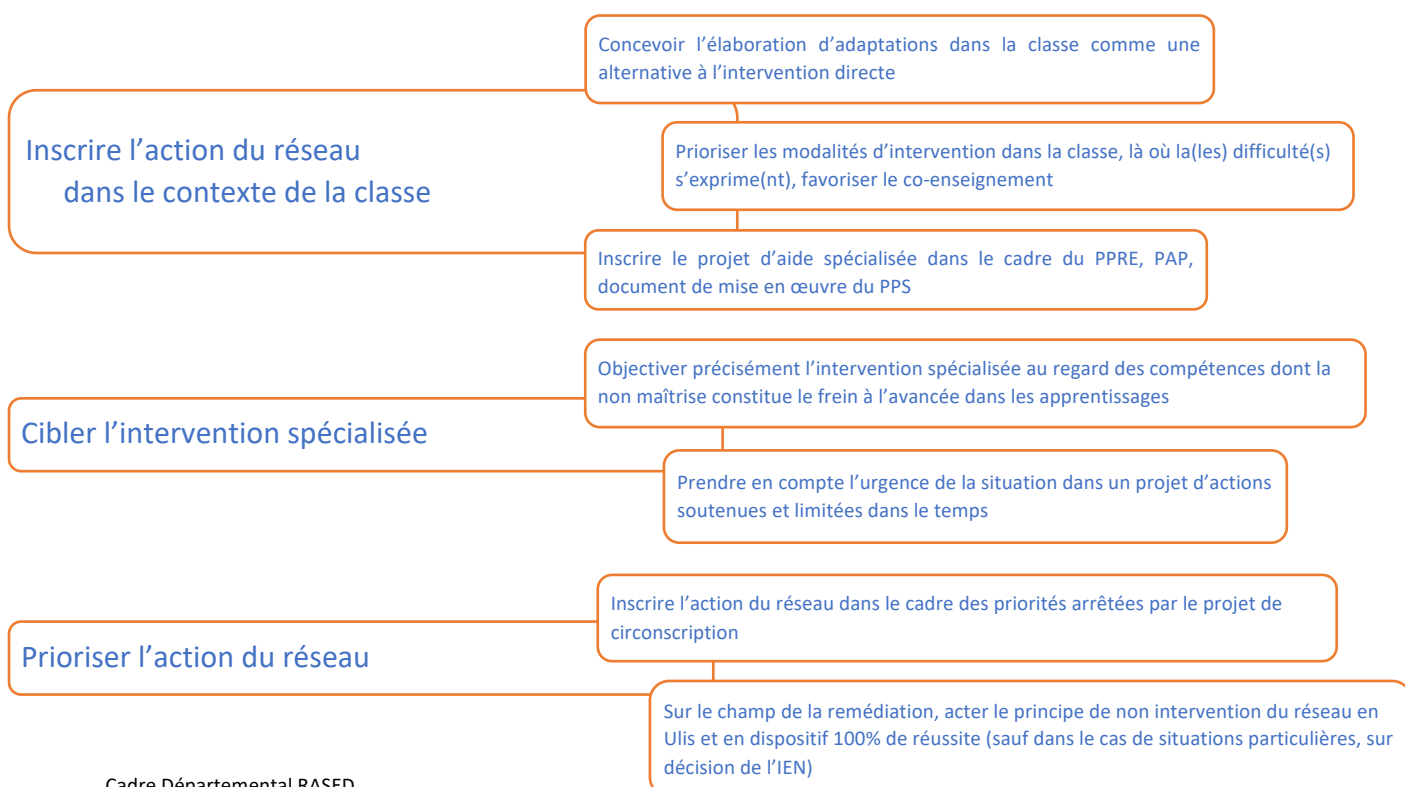 Concevoir l’élaboration d’adaptations dans la classe comme une
alternative à l’intervention directe
Inscrire l’action du réseau
dans le contexte de la classe
Prioriser les modalités d’intervention dans la classe, là où la(les) difficulté(s)
s’exprime(nt), favoriser le co-enseignement
Inscrire le projet d’aide spécialisée dans le cadre du PPRE, PAP,
document de mise en œuvre du PPS
Objectiver précisément l’intervention spécialisée au regard des compétences dont la
non maîtrise constitue le frein à l’avancée dans les apprentissages
Cibler l’intervention spécialisée
Prendre en compte l’urgence de la situation dans un projet d’actions
soutenues et limitées dans le temps
Inscrire l’action du réseau dans le cadre des priorités arrêtées par le projet de
circonscription
Prioriser l’action du réseau
Sur le champ de la remédiation, acter le principe de non intervention du réseau en
Ulis et en dispositif 100% de réussite (sauf dans le cas de situations particulières, sur
décision de l’IEN)
Cadre Départemental RASED